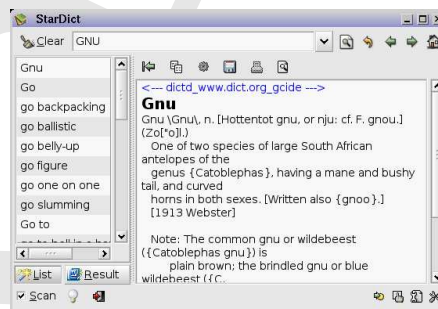 StarDict
Clear GNU
Gnu
Go
go backpacking
go ballistic
go belly-up
go figure
go one on one
go slumming
Go to
List Result
Scan
<--- dictd_www.dict.org_gcide --->
Gnu
Gnu \Gnu\, n. [Hottentot gnu, or nju: cf. F. gnou.]
(Zo["o]l.)
One of two species of large South African
antelopes of the
genus {Catoblephas}, having a mane and bushy
tail, and curved
horns in both sexes. [Written also {gnoo}.]
[1913 Webster]
Note: The common gnu or wildebeest
({Catoblephas gnu}) is
plain brown; the brindled gnu or blue
wildebeest ({C.